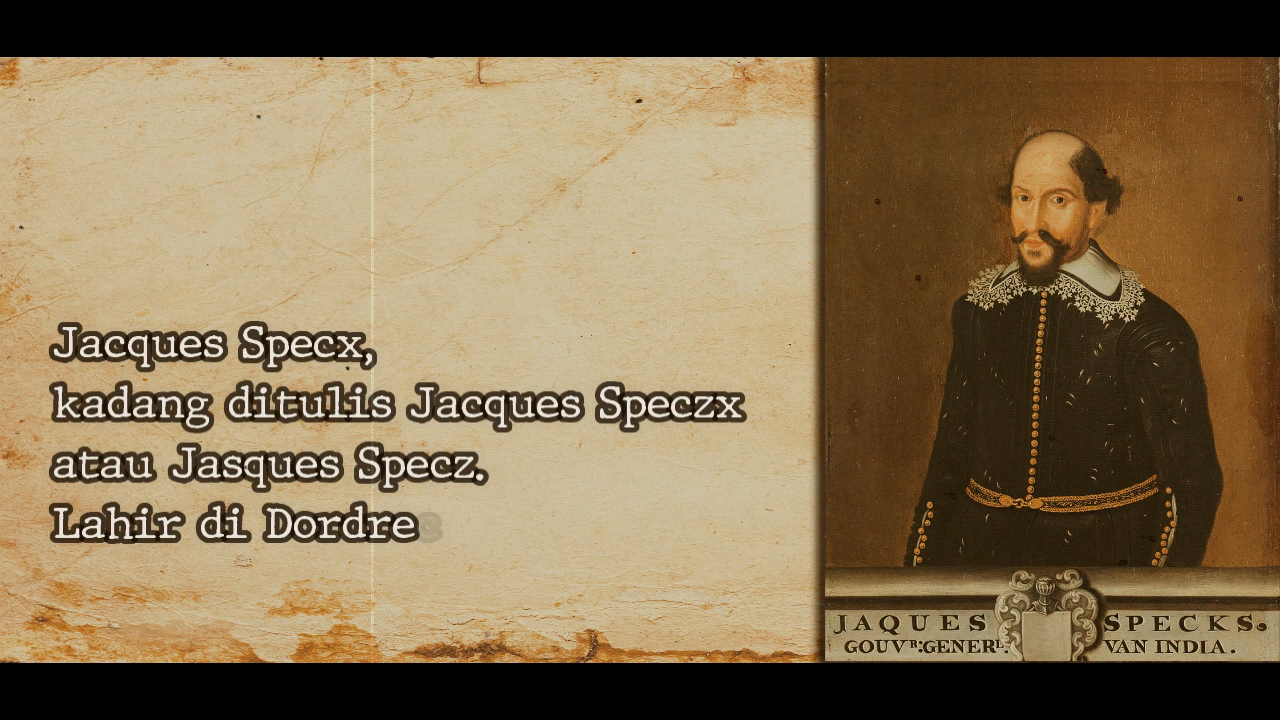 Jacques Specx,
kadang ditulis Jacques Speczx
atau Jasques Specz.
Lahir di Dordre
JAQUES SPECKS.
GOUVR:GENERL. VAN INDIA.